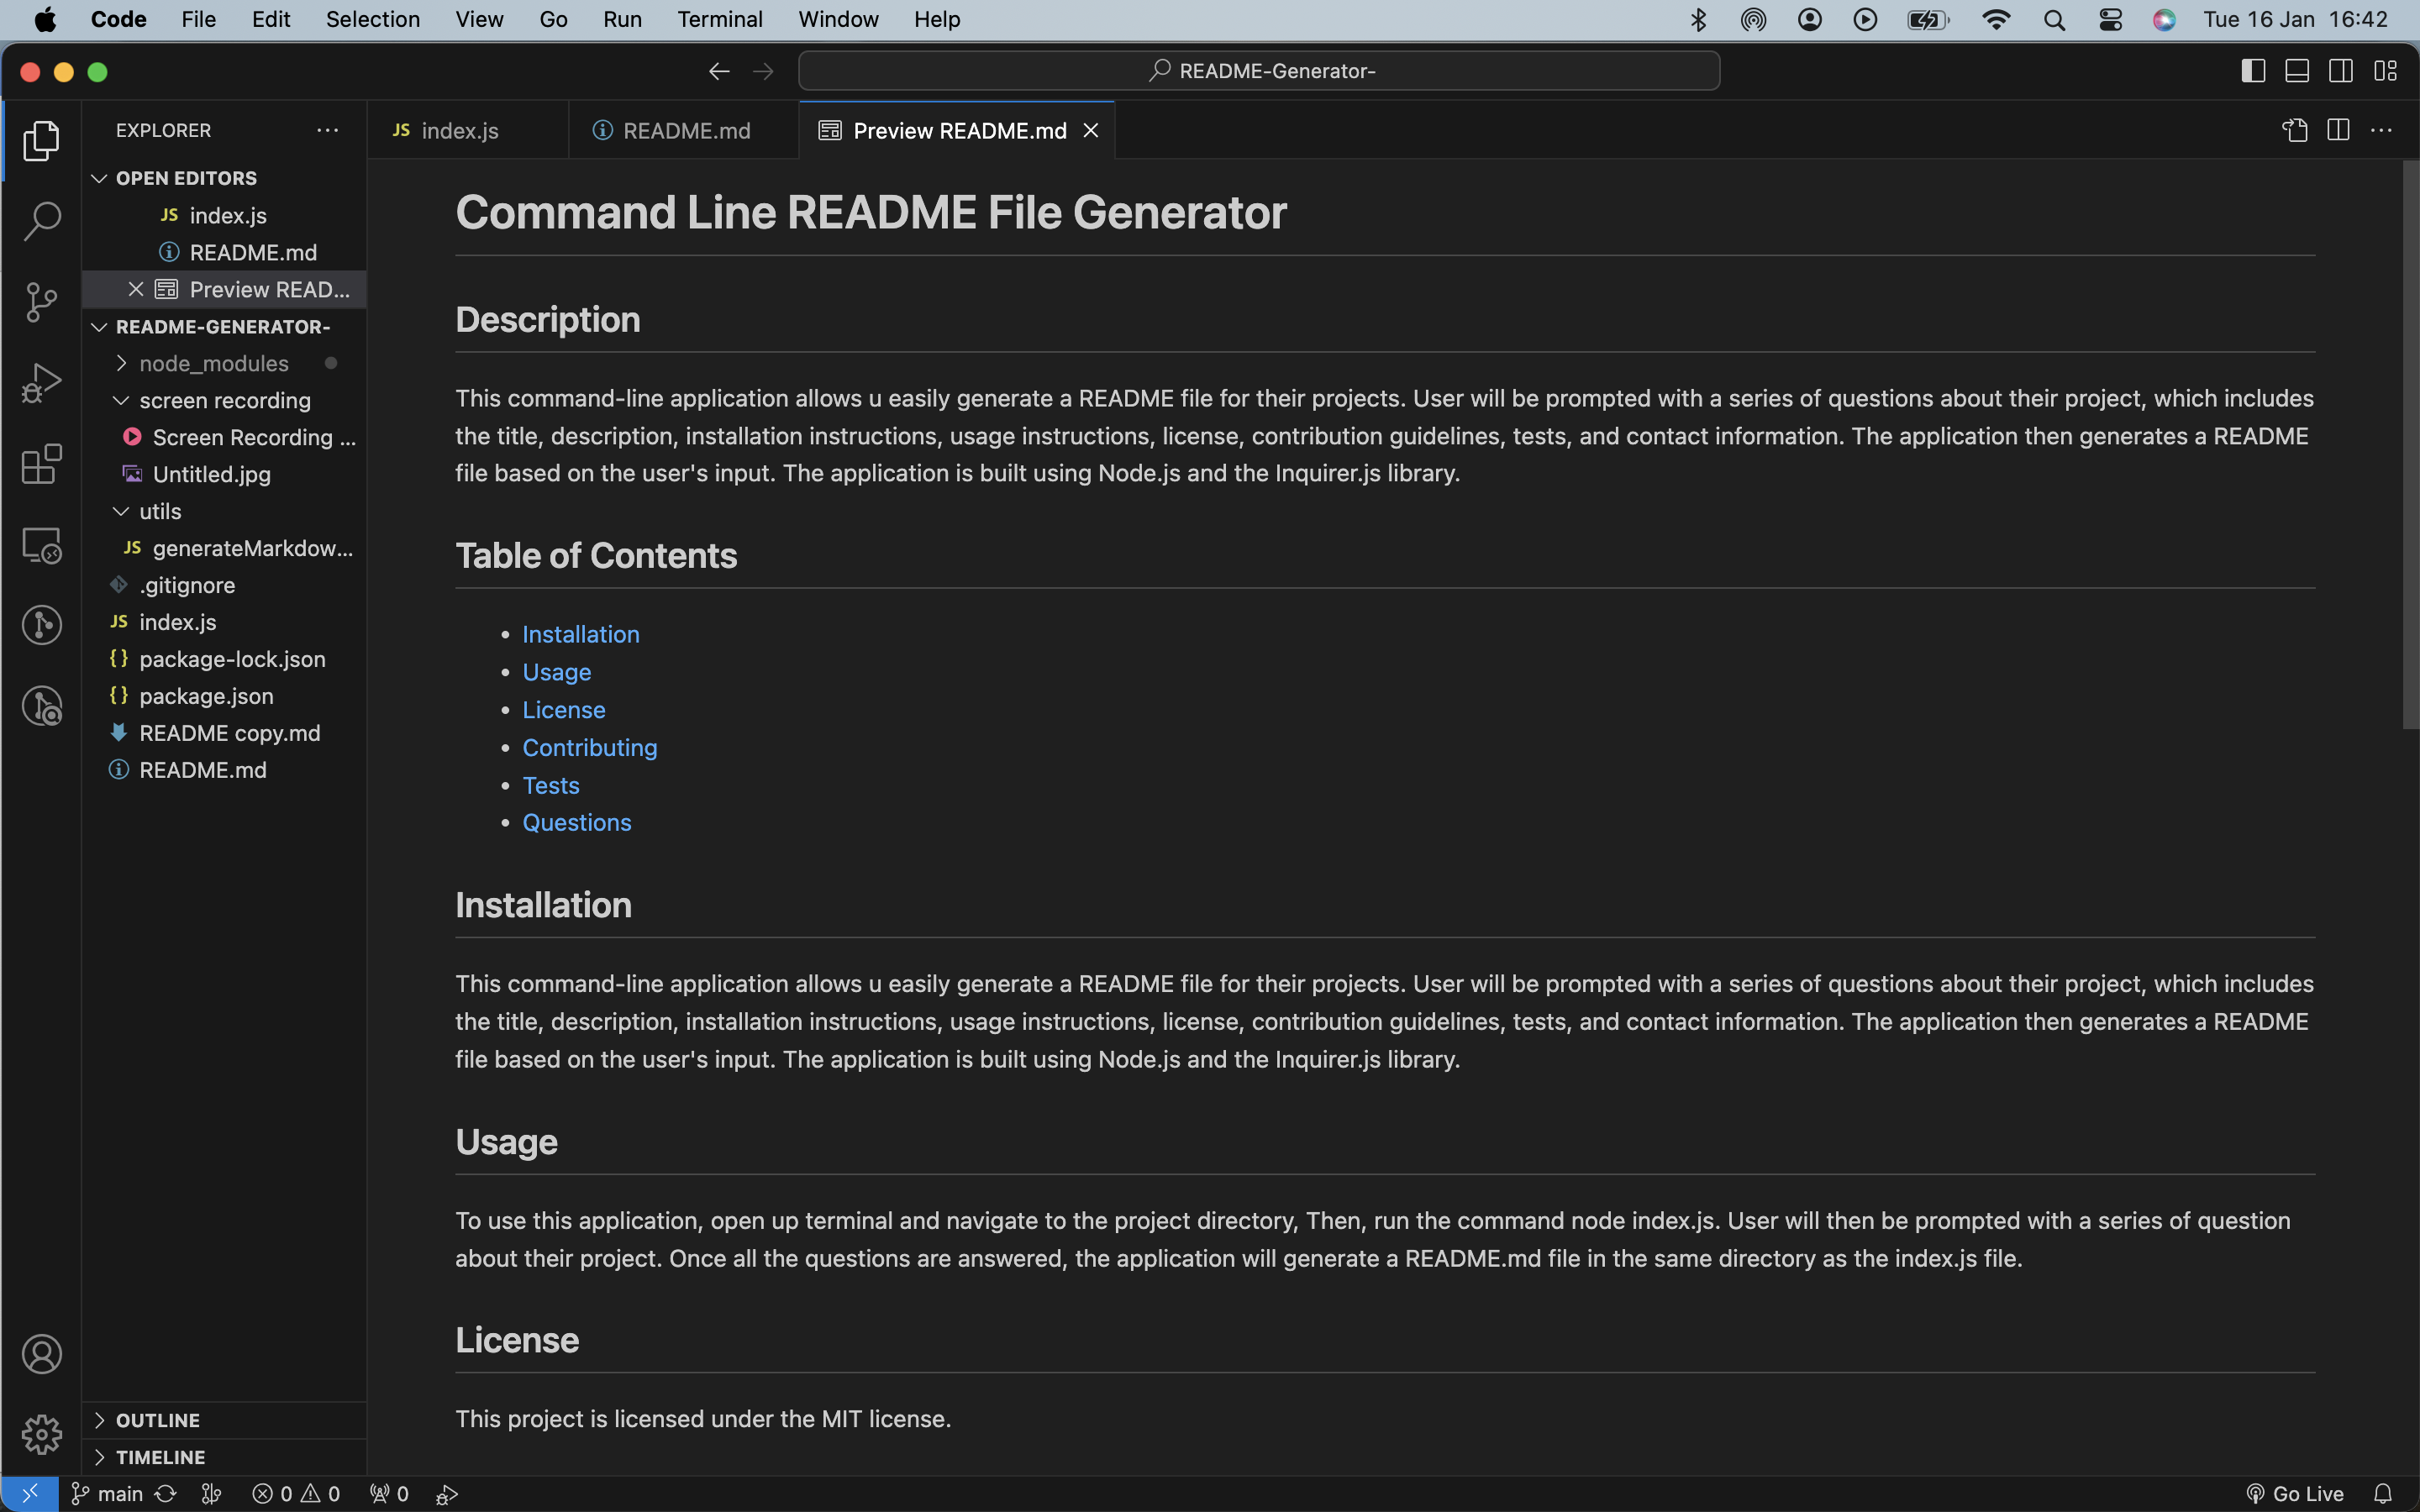 Code File Edit Selection View Go Run Terminal Window Help Tue 16 Jan 16:42
README-Generator-
EXPLORER
OPEN EDITORS
JS index.js
README.md
Preview READ...
README-GENERATOR-
node_modules
screen recording
Screen Recording ...
Untitled.jpg
utils
JS generateMarkdow...
.gitignore
JS index.js
{} package-lock.json
{} package.json
README copy.md
README.md
OUTLINE
TIMELINE
JS index.js README.md Preview README.md
Command Line README File Generator
Description
This command-line application allows u easily generate a README file for their projects. User will be prompted with a series of questions about their project, which includes
the title, description, installation instructions, usage instructions, license, contribution guidelines, tests, and contact information. The application then generates a README
file based on the user's input. The application is built using Node.js and the Inquirer.js library.
Table of Contents
• Installation
• Usage
• License
• Contributing
• Tests
• Questions
Installation
This command-line application allows u easily generate a README file for their projects. User will be prompted with a series of questions about their project, which includes
the title, description, installation instructions, usage instructions, license, contribution guidelines, tests, and contact information. The application then generates a README
file based on the user's input. The application is built using Node.js and the Inquirer.js library.
Usage
To use this application, open up terminal and navigate to the project directory, Then, run the command node index.js. User will then be prompted with a series of question
about their project. Once all the questions are answered, the application will generate a README.md file in the same directory as the index.js file.
License
This project is licensed under the MIT license.
main 0 0 0 Go Live